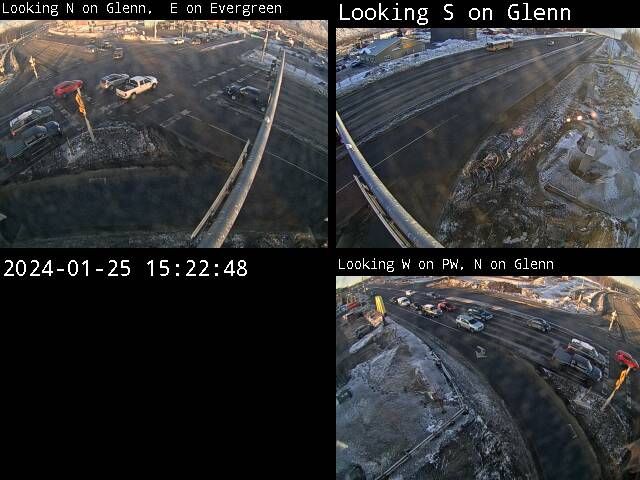 Looking N on Glenn,  E on Evergreen
Looking S on Glenn
2024-01-25 15:22:48
Looking W on PW, N on Glenn